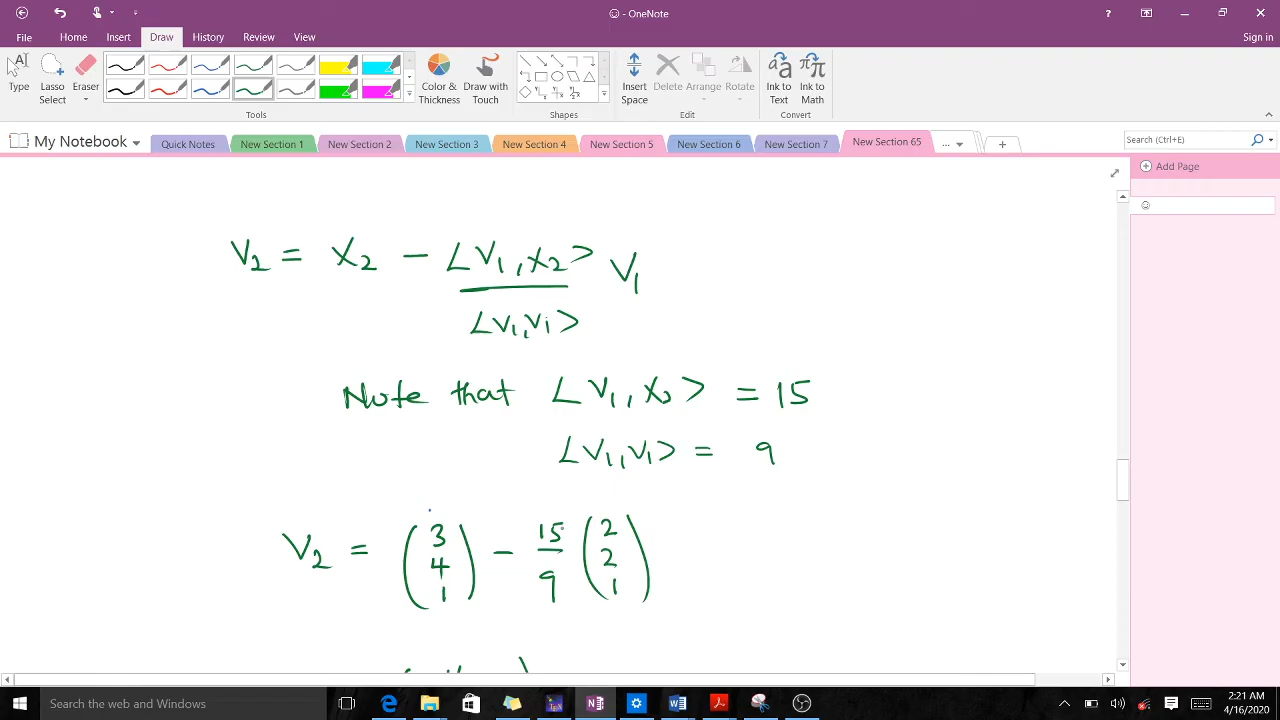 ☺ - OneNote
? 
Sign in
File Home Insert Draw History Review View
Type
Lasso Select
Eraser
Color & Thickness
Draw with Touch
Insert Space
Delete
Arrange
Rotate
Ink to Text
Ink to Math
Tools
Shapes
Edit
Convert
My Notebook
Quick Notes New Section 1 New Section 2 New Section 3 New Section 4 New Section 5 New Section 6 New Section 7 New Section 65 ... +
Search (Ctrl+E)
Add Page
☺
V2 = X2 - <V1, X2> / <V1, V1> V1
Note that <V1, X2> = 15
<V1, V1> = 9
V2 = (3 4 1) - 15/9 (2 2 1)
Search the web and Windows
2:21 AM
4/16/2020